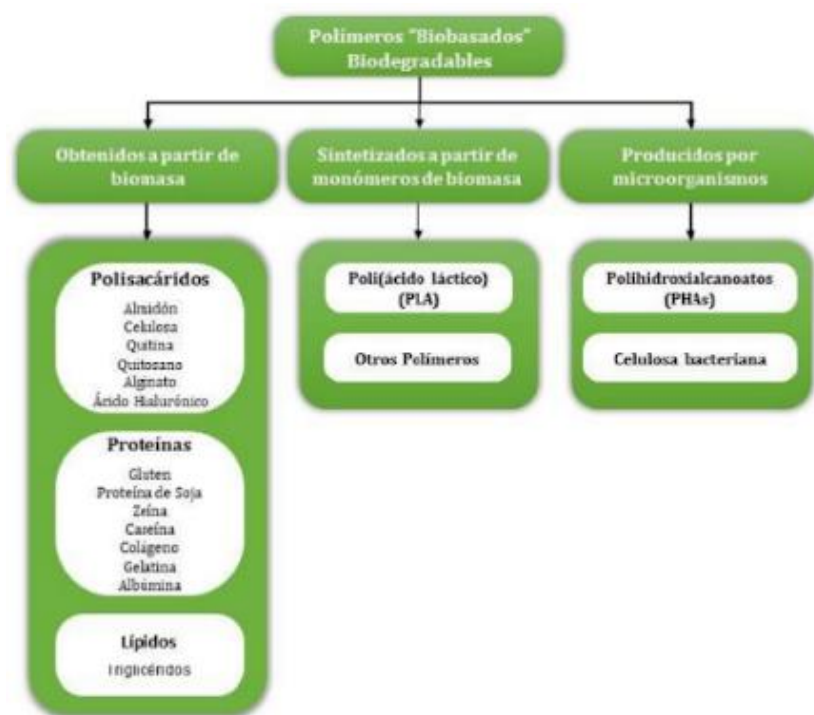 Polímeros "Biobasados"
Biodegradables
Obtenidos a partir de
biomasa
Sintetizados a partir de
monómeros de biomasa
Producidos por
microorganismos
Polisacáridos
Almidón
Celulosa
Quitina
Quitosano
Alginato
Ácido Hialurónico
Proteínas
Gluten
Proteína de Soja
Zeína
Caseína
Colágeno
Gelatina
Albúmina
Lípidos
Triglicéridos
Poli(ácido láctico)
(PLA)
Otros Polímeros
Polihidroxialcanoatos
(PHAs)
Celulosa bacteriana